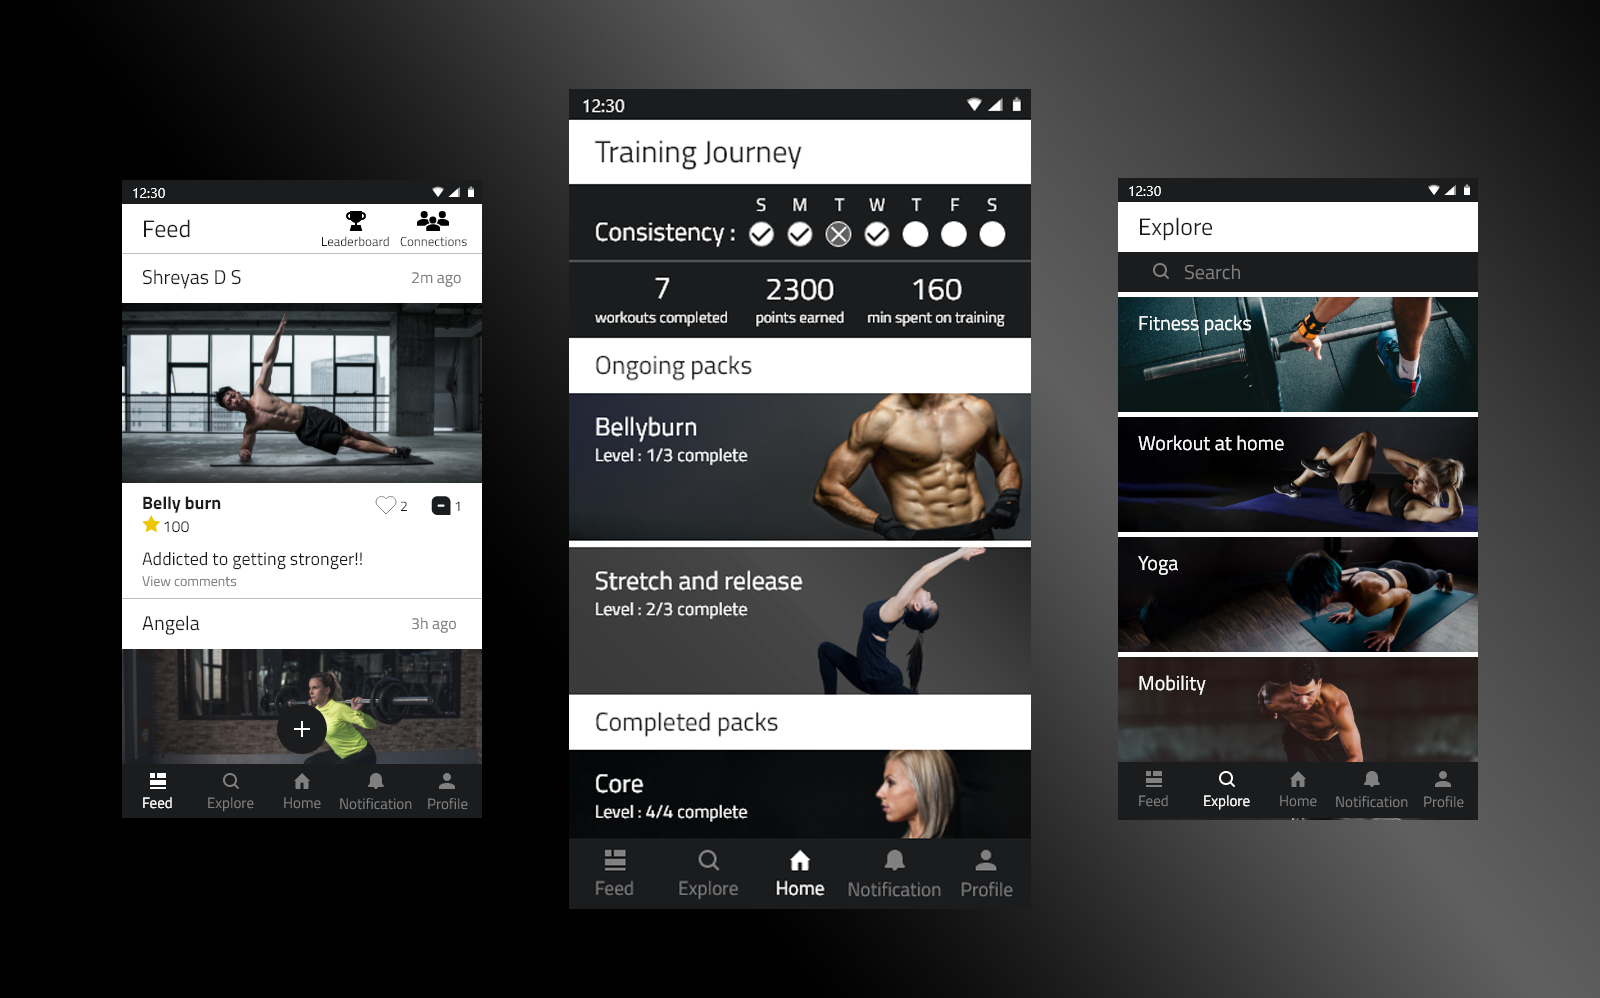 12:30
Feed
Leaderboard Connections
Shreyas D S 2m ago
Belly burn 2 1
100
Addicted to getting stronger!!
View comments
Angela 3h ago
Feed Explore Home Notification Profile
12:30
Training Journey
S M T W T F S
Consistency :
7 2300 160
workouts completed points earned min spent on training
Ongoing packs
Bellyburn
Level : 1/3 complete
Stretch and release
Level : 2/3 complete
Completed packs
Core
Level : 4/4 complete
Feed Explore Home Notification Profile
12:30
Explore
Search
Fitness packs
Workout at home
Yoga
Mobility
Feed Explore Home Notification Profile